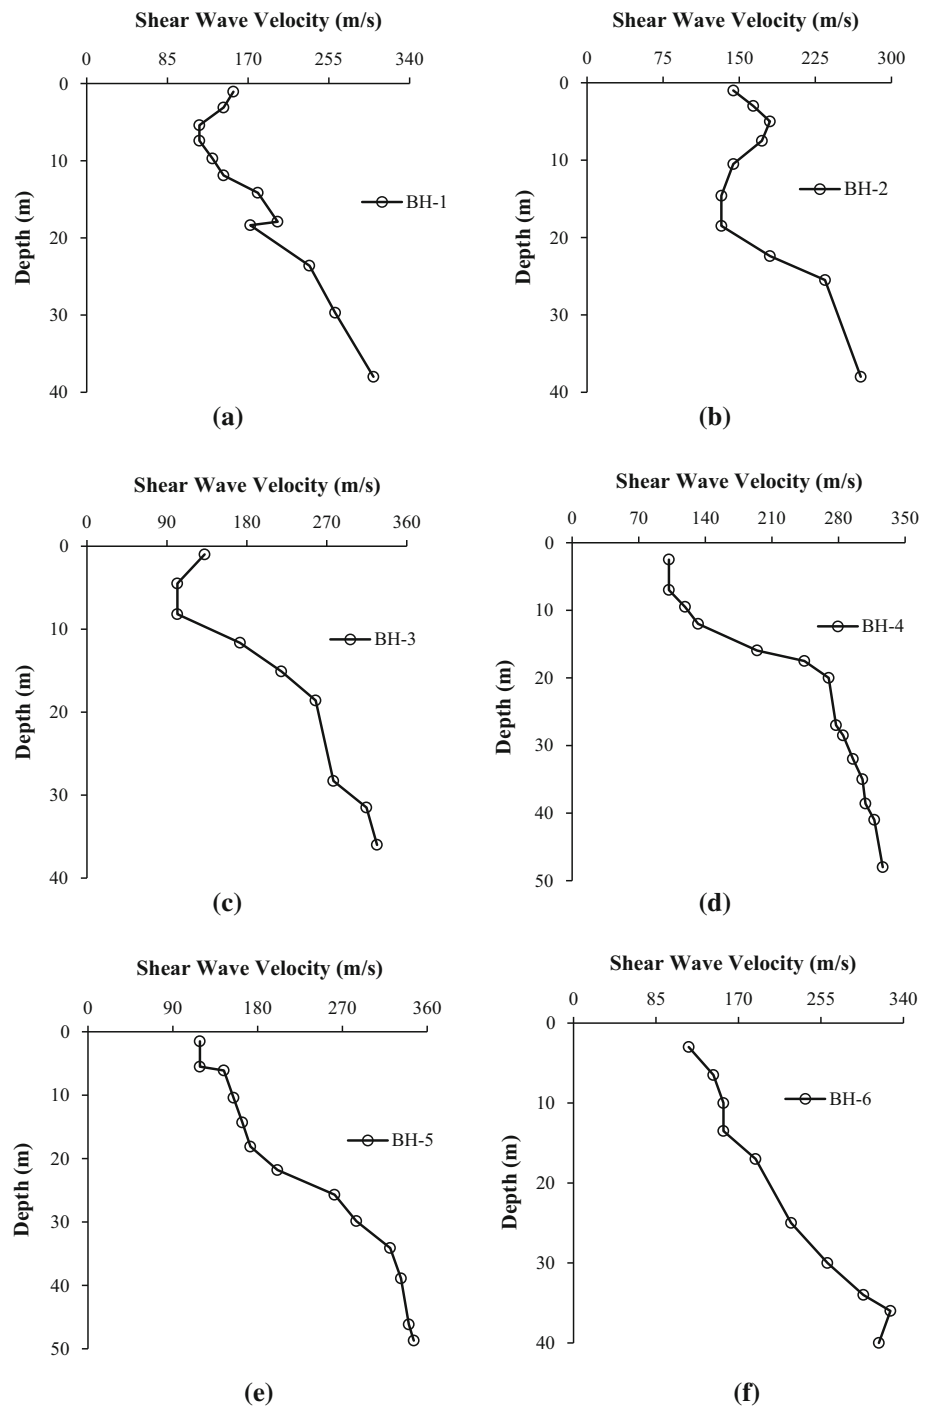 Shear Wave Velocity (m/s)
0 85 170 255 340
0
10
20
30
40
Depth (m)
BH-1
(a)
Shear Wave Velocity (m/s)
0 75 150 225 300
0
10
20
30
40
Depth (m)
BH-2
(b)
Shear Wave Velocity (m/s)
0 90 180 270 360
0
10
20
30
40
Depth (m)
BH-3
(c)
Shear Wave Velocity (m/s)
0 70 140 210 280 350
0
10
20
30
40
50
Depth (m)
BH-4
(d)
Shear Wave Velocity (m/s)
0 90 180 270 360
0
10
20
30
40
50
Depth (m)
BH-5
(e)
Shear Wave Velocity (m/s)
0 85 170 255 340
0
10
20
30
40
Depth (m)
BH-6
(f)